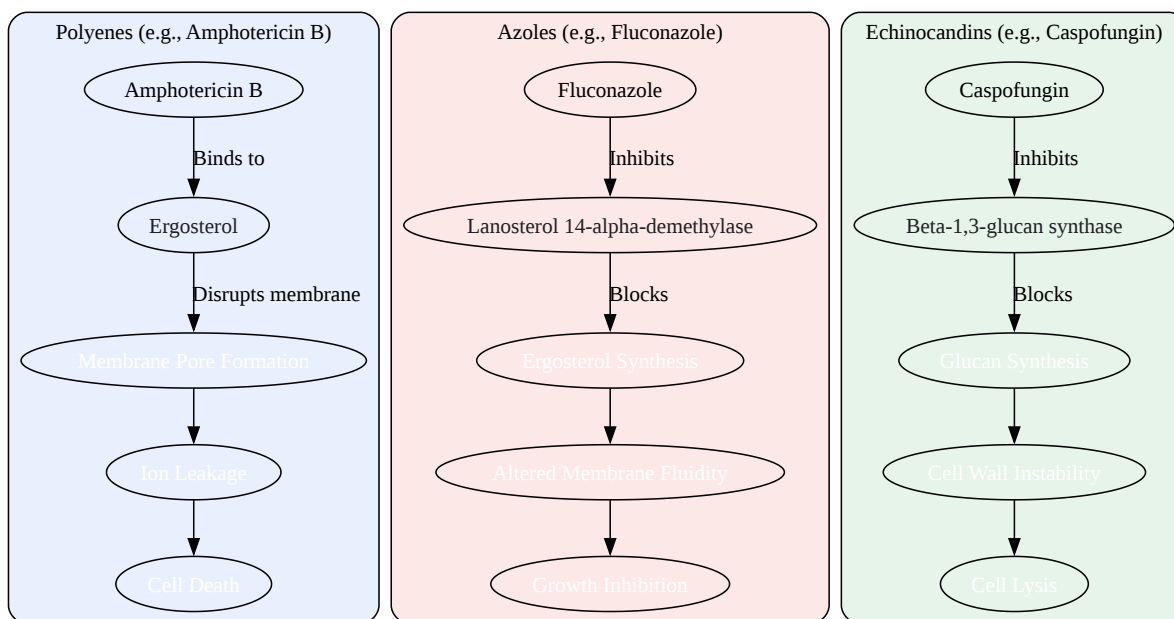 Polyenes (e.g., Amphotericin B)
Amphotericin B
Binds to
Ergosterol
Disrupts membrane
Membrane Pore Formation
Ion Leakage
Cell Death
Azoles (e.g., Fluconazole)
Fluconazole
Inhibits
Lanosterol 14-alpha-demethylase
Blocks
Ergosterol Synthesis
Altered Membrane Fluidity
Growth Inhibition
Echinocandins (e.g., Caspofungin)
Caspofungin
Inhibits
Beta-1,3-glucan synthase
Blocks
Glucan Synthesis
Cell Wall Instability
Cell Lysis